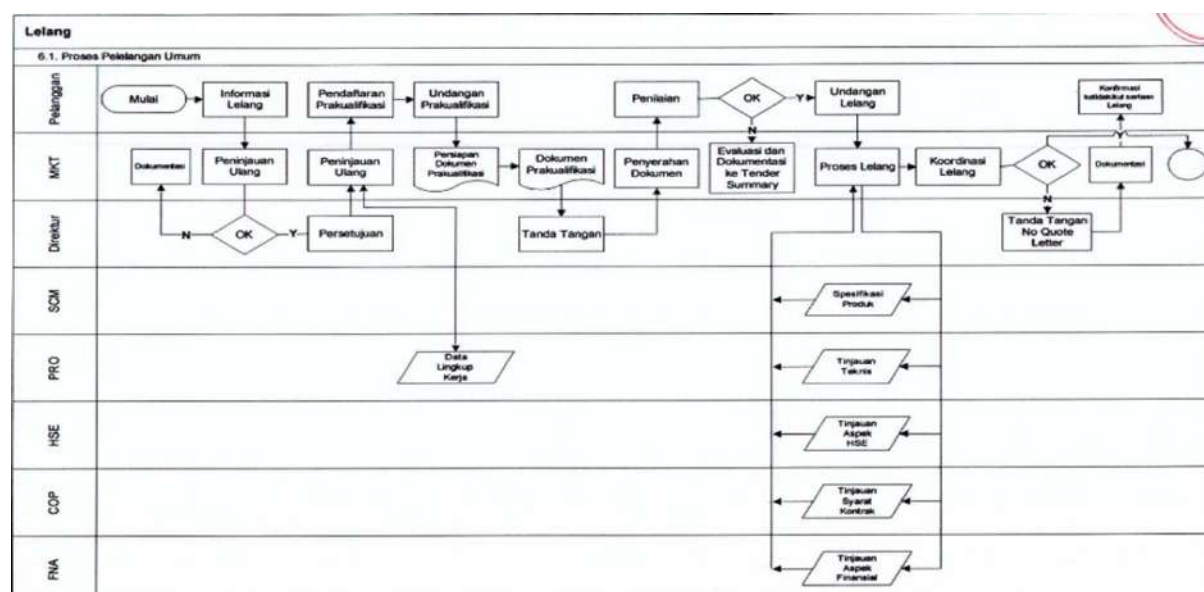 Lelang
6.1. Proses Pelelangan Umum
Pelanggan
Mulai
Informasi
Lelang
Pendaftaran
Prakualifikasi
Undangan
Prakualifikasi
Penilaian
OK
Y
N
Undangan
Lelang
Konfirmasi
Lelang
MKT
Dokumentasi
Peninjauan
Ulang
Peninjauan
Ulang
Persiapan
Dokumen
Prakualifikasi
Dokumen
Prakualifikasi
Penyerahan
Dokumen
Evaluasi dan
Dokumentasi
ke Tender
Summary
Proses Lelang
Koordinasi
Lelang
OK
Y
N
Dokumentasi
Direktur
N
OK
Y
Persetujuan
Tanda Tangan
Tanda Tangan
No Quote
Letter
SCM
Spesifikasi
Produk
PRO
Data
Lingkup
Kerja
Tinjauan
Teknis
HSE
Tinjauan
Aspek
HSE
COP
Tinjauan
Syarat
Kontrak
FNA
Tinjauan
Aspek
Finansial